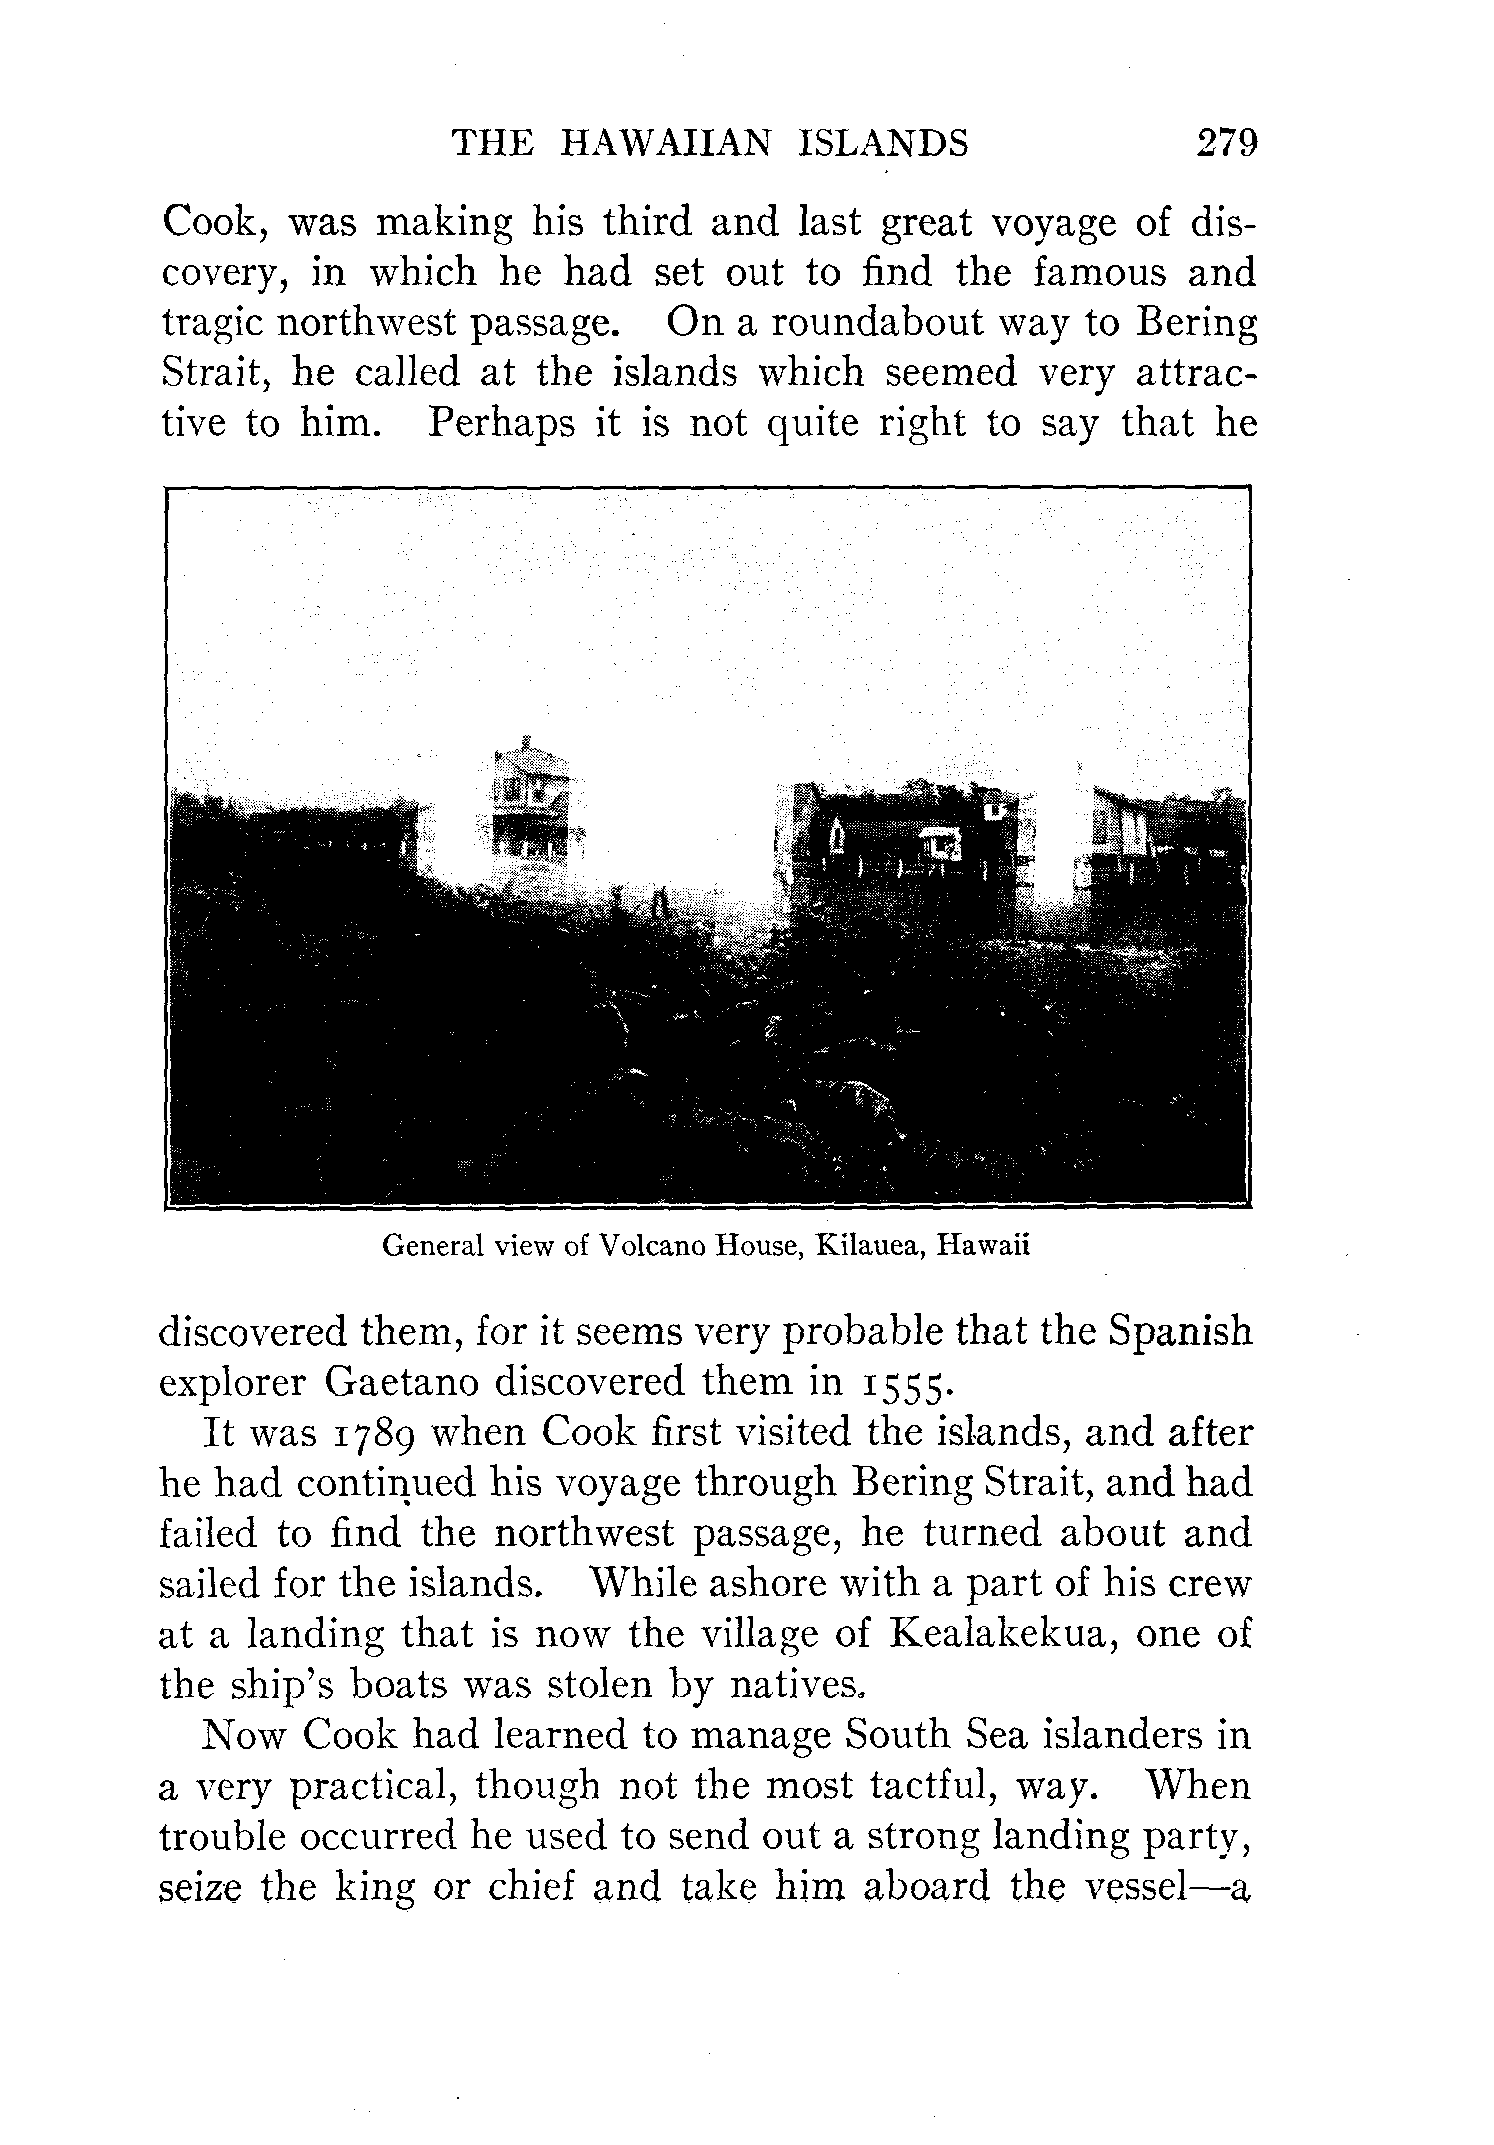 THE HAWAIIAN ISLANDS 279
Cook, was making his third and last great voyage of dis-
covery, in which he had set out to find the famous and
tragic northwest passage. On a roundabout way to Bering
Strait, he called at the islands which seemed very attrac-
tive to him. Perhaps it is not quite right to say that he
General view of Volcano House, Kilauea, Hawaii
discovered them, for it seems very probable that the Spanish
explorer Gaetano discovered them in 1555.
It was 1789 when Cook first visited the islands, and after
he had continued his voyage through Bering Strait, and had
failed to find the northwest passage, he turned about and
sailed for the islands. While ashore with a part of his crew
at a landing that is now the village of Kealakekua, one of
the ship's boats was stolen by natives.
Now Cook had learned to manage South Sea islanders in
a very practical, though not the most tactful, way. When
trouble occurred he used to send out a strong landing party,
seize the king or chief and take him aboard the vessel—a